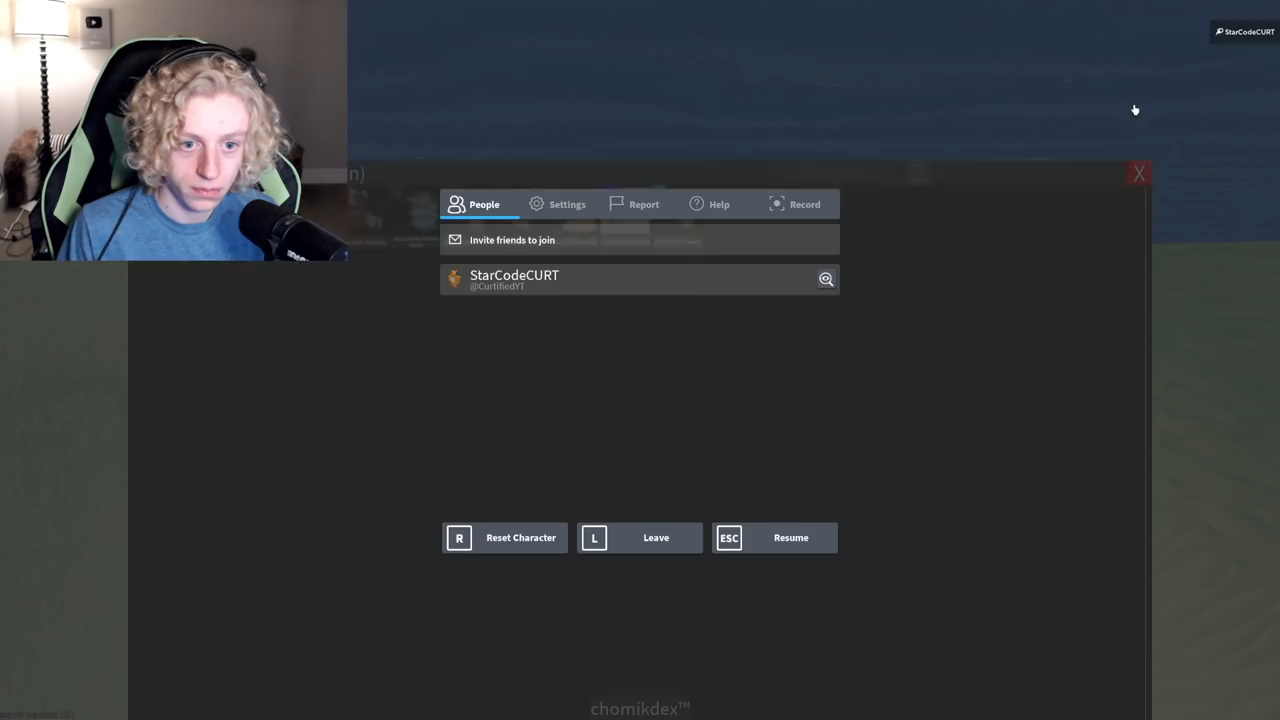 StarCodeCURT
n)
X
People
Settings
Report
Help
Record
Invite friends to join
StarCodeCURT
@CurtifiedYT
R
Reset Character
L
Leave
ESC
Resume
chomikdex™